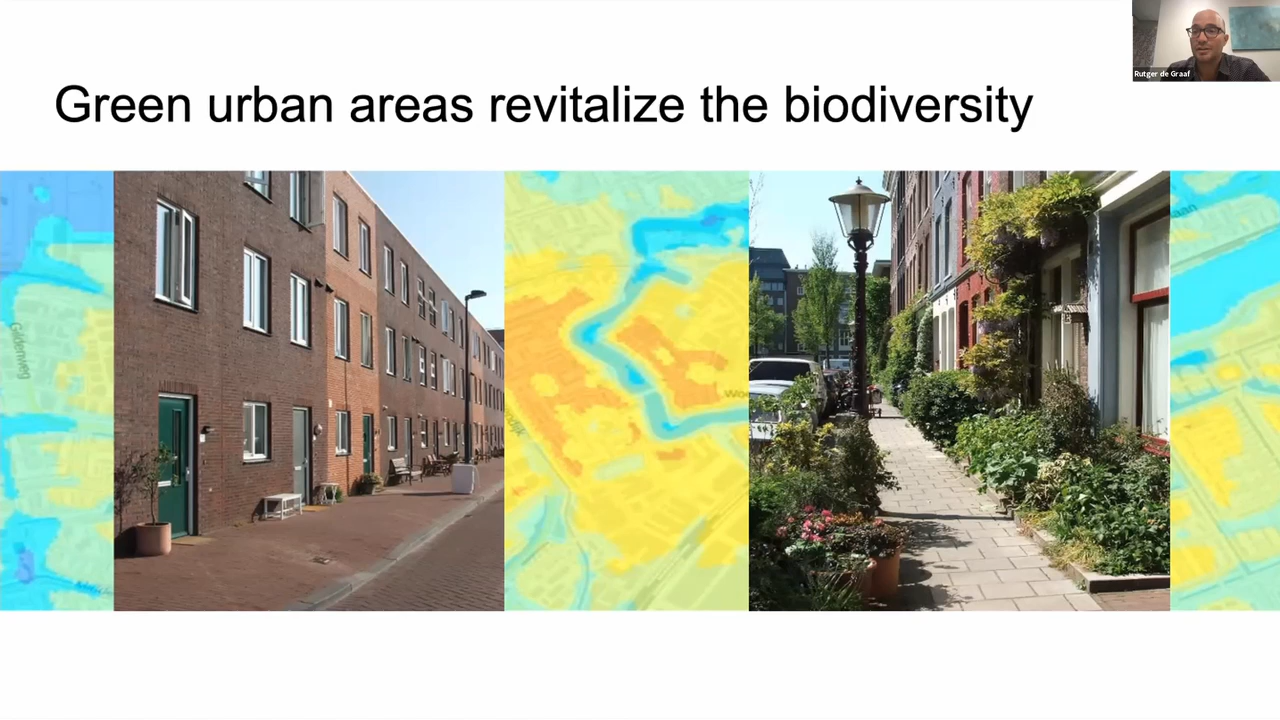 Rutger de Graaf
Green urban areas revitalize the biodiversity